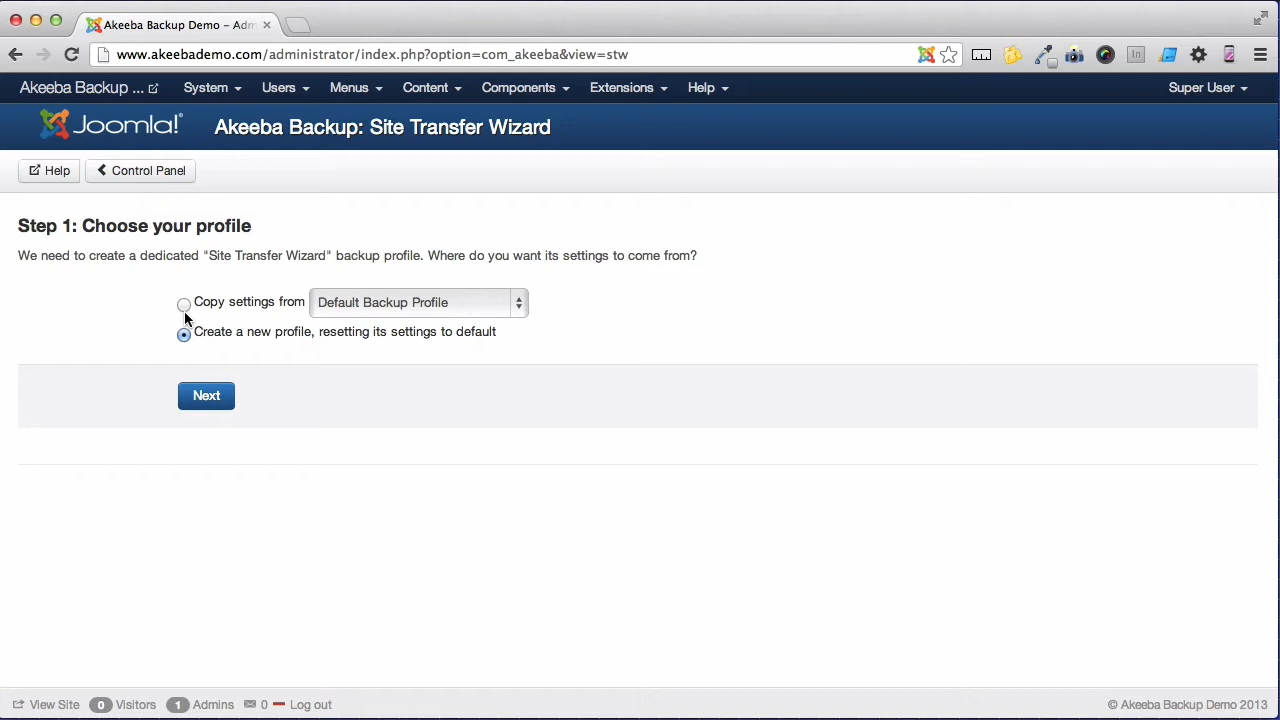 Akeeba Backup Demo – Adm
www.akeebademo.com/administrator/index.php?option=com_akeeba&view=stw
Akeeba Backup ... System Users Menus Content Components Extensions Help Super User
Joomla!® Akeeba Backup: Site Transfer Wizard
Help Control Panel
Step 1: Choose your profile
We need to create a dedicated "Site Transfer Wizard" backup profile. Where do you want its settings to come from?
Copy settings from Default Backup Profile
Create a new profile, resetting its settings to default
Next
View Site 0 Visitors 1 Admins 0 Log out © Akeeba Backup Demo 2013